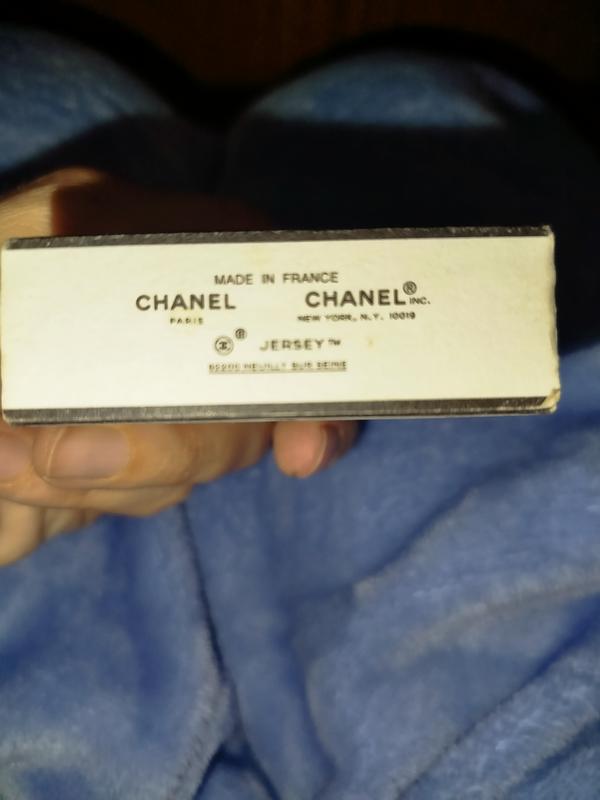 MADE IN FRANCE
CHANEL CHANEL® INC.
PARIS NEW YORK, N.Y. 10019
® JERSEY™
92200 NEUILLY SUR SEINE